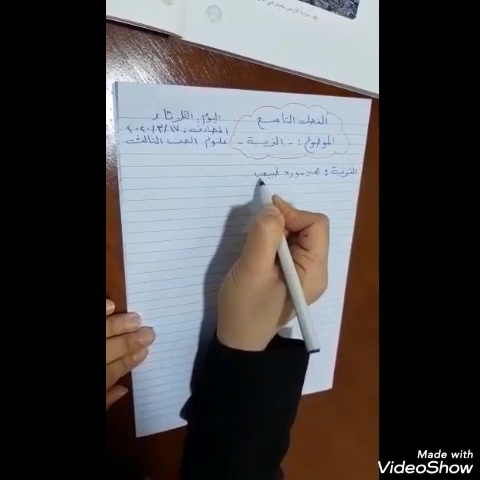 اليوم الثلاثاء
المصادف ٢٠٢٠/٣/١٧
علوم الصف الثالث
الفصل التاسع
الموضوع :- التربة -
التربة : هي مورد طبيعي
Made with
VideoShow